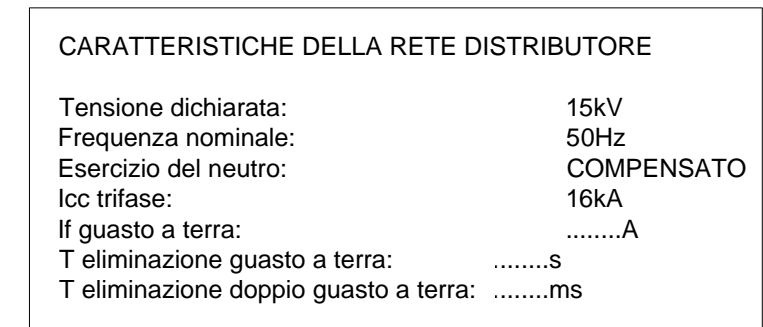 CARATTERISTICHE DELLA RETE DISTRIBUTORE
Tensione dichiarata: 15kV
Frequenza nominale: 50Hz
Esercizio del neutro: COMPENSATO
Icc trifase: 16kA
If guasto a terra: ........A
T eliminazione guasto a terra: ........s
T eliminazione doppio guasto a terra: ........ms